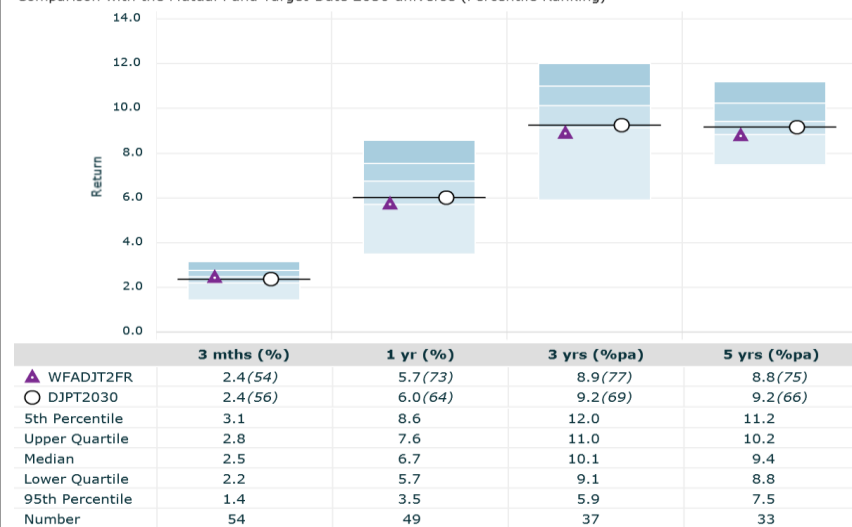 14.0
12.0
10.0
8.0
6.0
4.0
2.0
0.0
Return
3 mths (%) 1 yr (%) 3 yrs (%pa) 5 yrs (%pa)
WFADJT2FR 2.4(54) 5.7(73) 8.9(77) 8.8(75)
DJPT2030 2.4(56) 6.0(64) 9.2(69) 9.2(66)
5th Percentile 3.1 8.6 12.0 11.2
Upper Quartile 2.8 7.6 11.0 10.2
Median 2.5 6.7 10.1 9.4
Lower Quartile 2.2 5.7 9.1 8.8
95th Percentile 1.4 3.5 5.9 7.5
Number 54 49 37 33